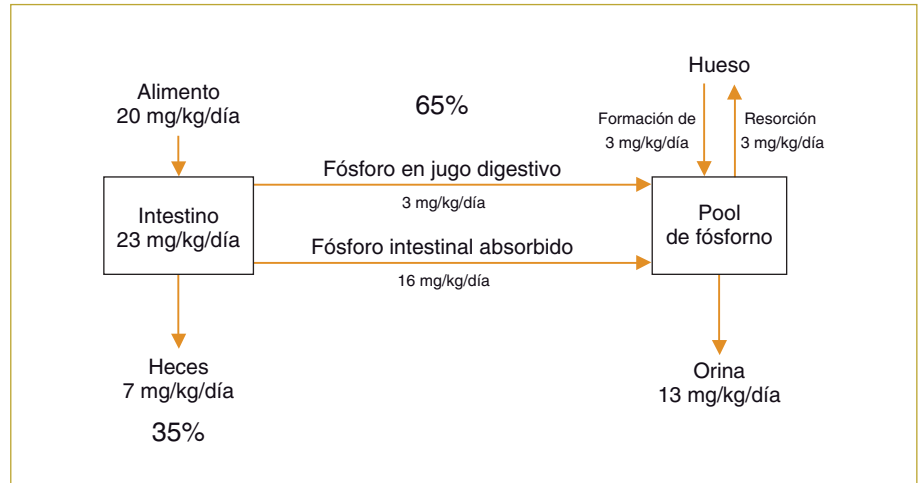 Alimento
20 mg/kg/día
65%
Hueso
Formación de
3 mg/kg/día
Resorción
3 mg/kg/día
Fósforo en jugo digestivo
3 mg/kg/día
Intestino
23 mg/kg/día
Fósforo intestinal absorbido
16 mg/kg/día
Pool
de fósforno
Heces
7 mg/kg/día
35%
Orina
13 mg/kg/día